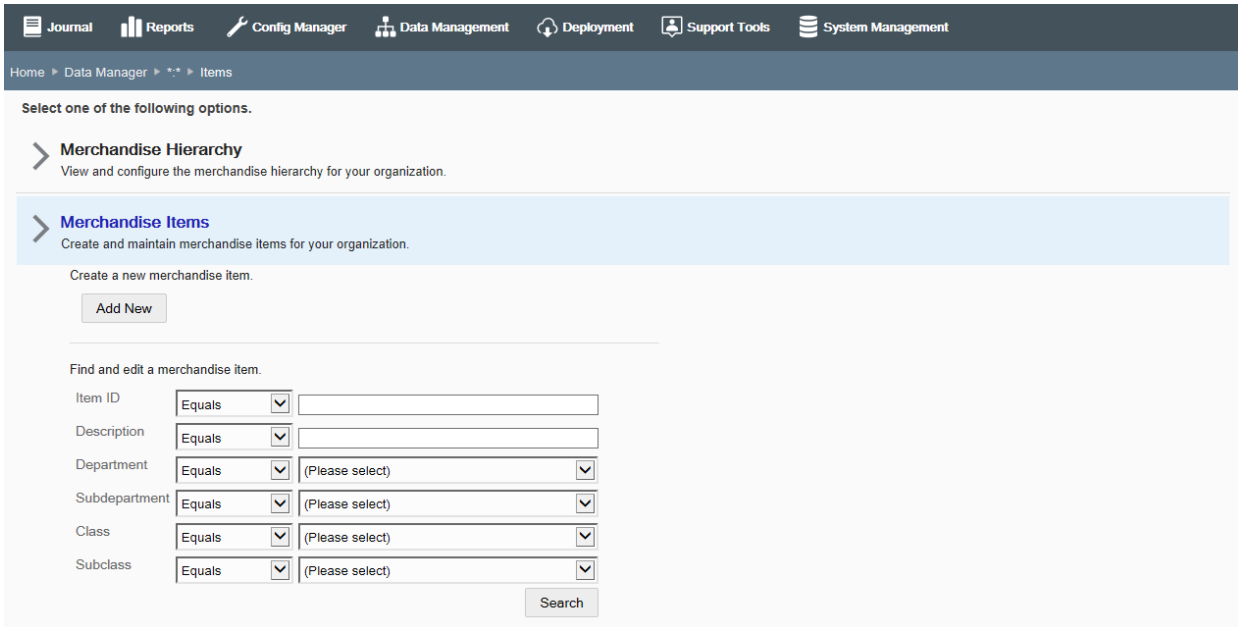 Journal Reports Config Manager Data Management Deployment Support Tools System Management
Home Data Manager *:* Items
Select one of the following options.
Merchandise Hierarchy
View and configure the merchandise hierarchy for your organization.
Merchandise Items
Create and maintain merchandise items for your organization.
Create a new merchandise item.
Add New
Find and edit a merchandise item.
Item ID Equals
Description Equals
Department Equals (Please select)
Subdepartment Equals (Please select)
Class Equals (Please select)
Subclass Equals (Please select)
Search